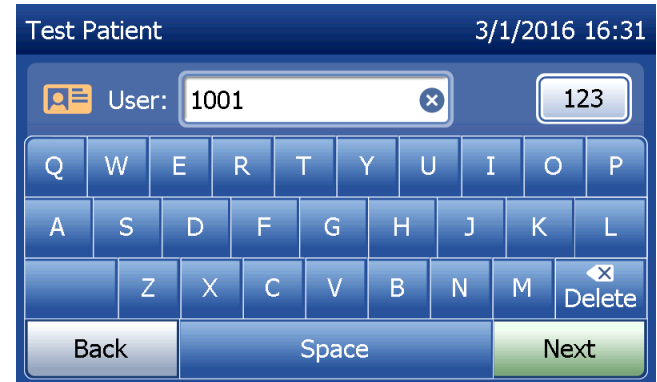 Test Patient 3/1/2016 16:31
User: 1001 123
Q W E R T Y U I O P
A S D F G H J K L
Z X C V B N M Delete
Back Space Next